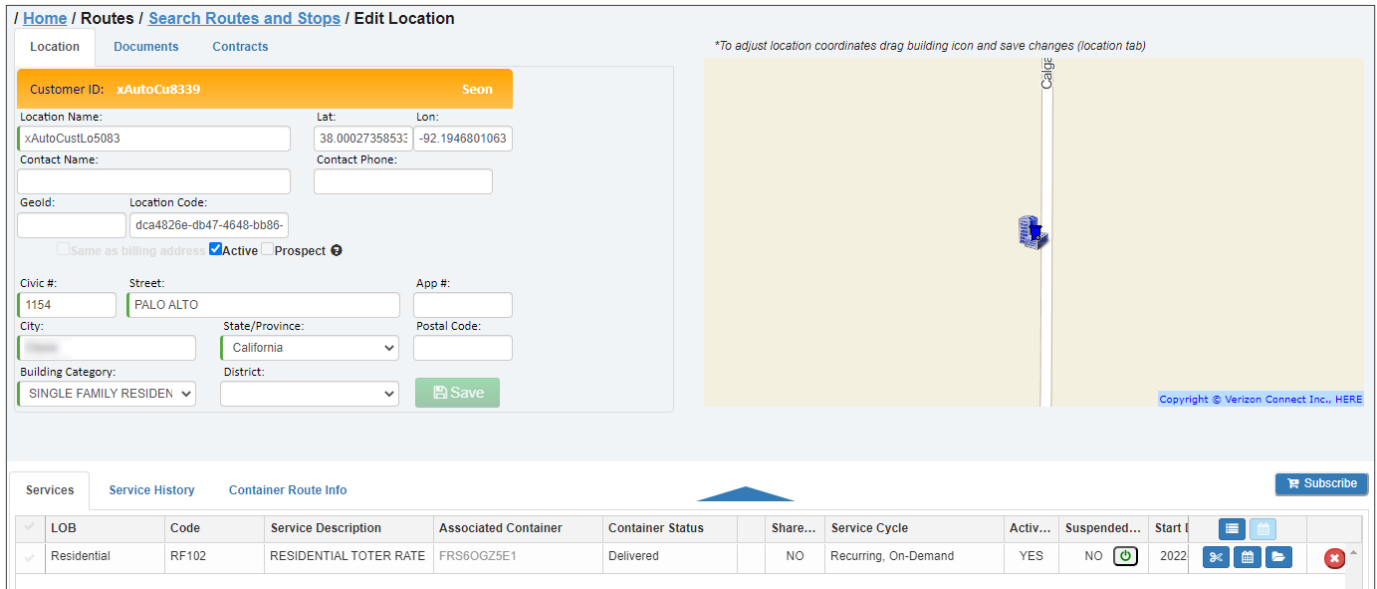 / Home / Routes / Search Routes and Stops / Edit Location
Location Documents Contracts
*To adjust location coordinates drag building icon and save changes (location tab)
Customer ID: xAutoCu8339 Seon
Location Name: Lat: Lon:
xAutoCustLo5083 38.00027358533 -92.1946801063
Contact Name: Contact Phone:
GeoId: Location Code:
dca4826e-db47-4648-bb86-
Same as billing address Active Prospect
Civic #: Street: App #:
1154 PALO ALTO
City: State/Province: Postal Code:
California
Building Category: District:
SINGLE FAMILY RESIDEN
Save
Calga
Copyright © Verizon Connect Inc., HERE
Services Service History Container Route Info
Subscribe
LOB Code Service Description Associated Container Container Status Share... Service Cycle Activ... Suspended... Start D
Residential RF102 RESIDENTIAL TOTER RATE FRS6OGZ5E1 Delivered NO Recurring, On-Demand YES NO 2022-